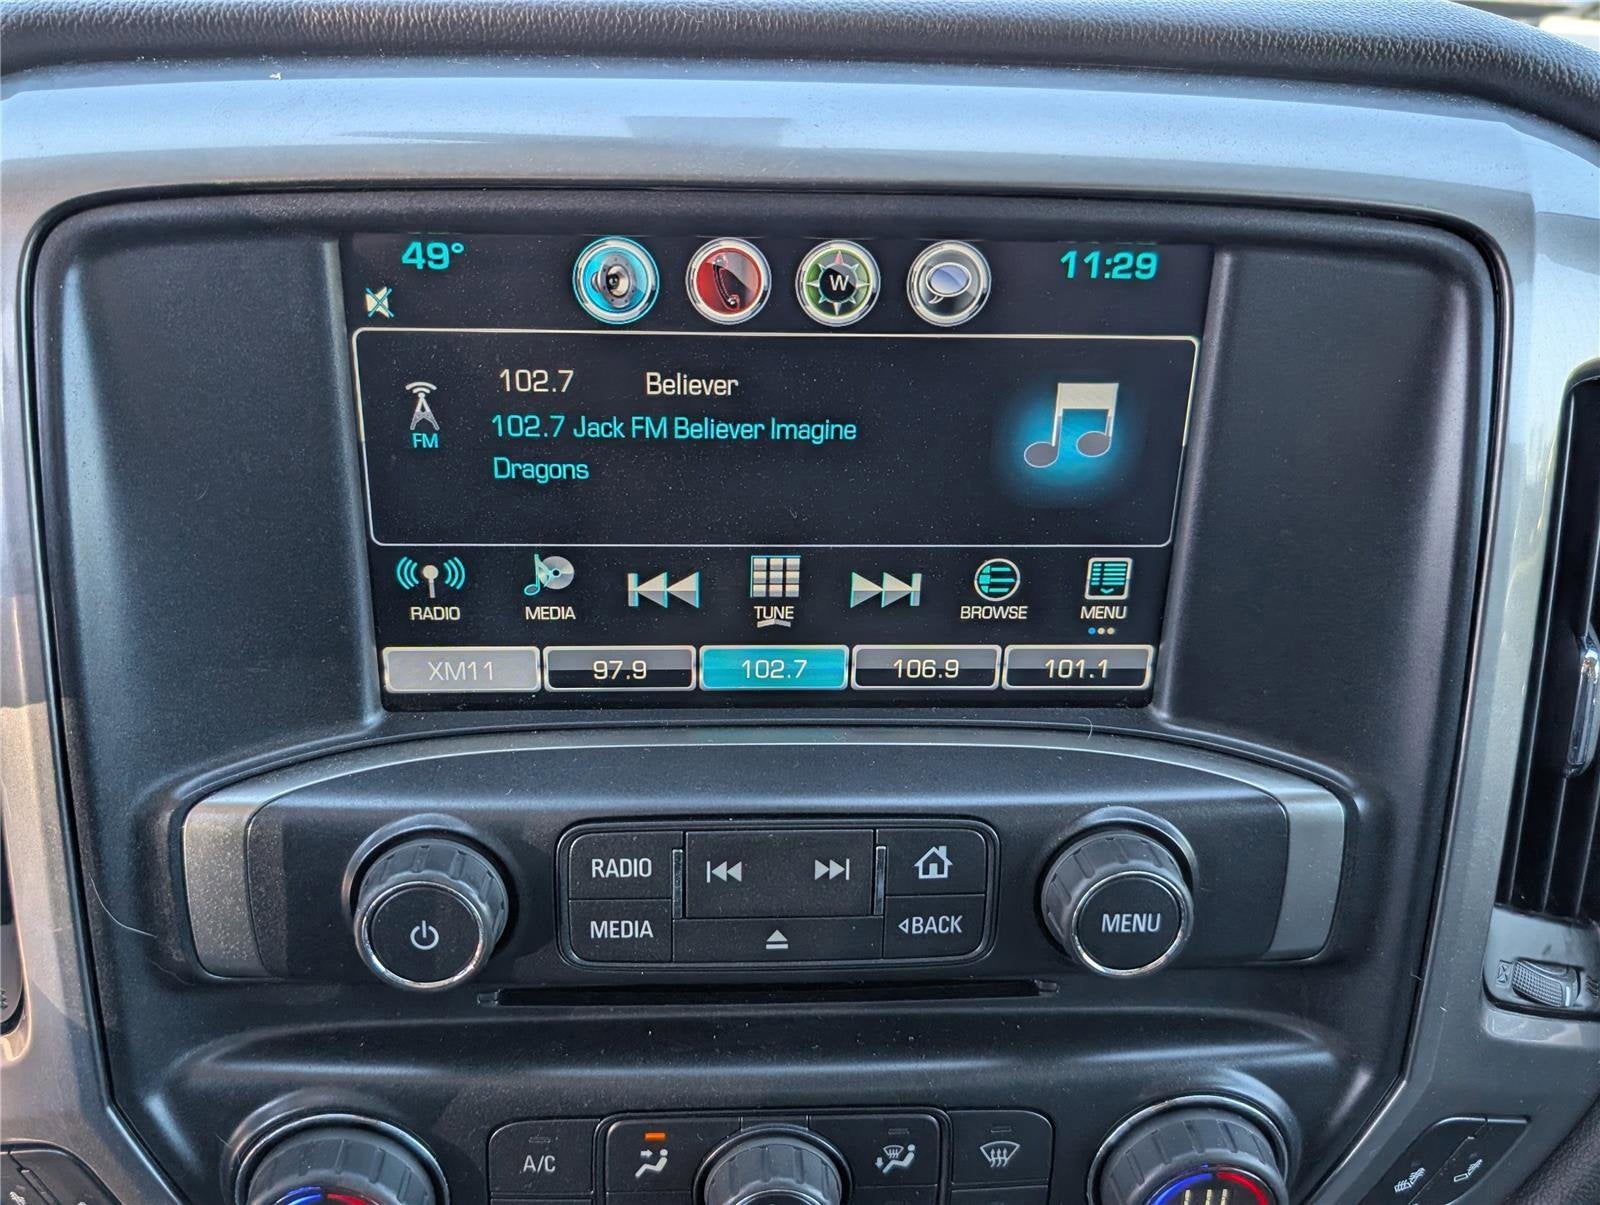 49° 11:29
W
102.7 Believer
102.7 Jack FM Believer Imagine
Dragons
FM
RADIO MEDIA TUNE BROWSE MENU
XM11 97.9 102.7 106.9 101.1
RADIO
MEDIA
BACK
MENU
A/C